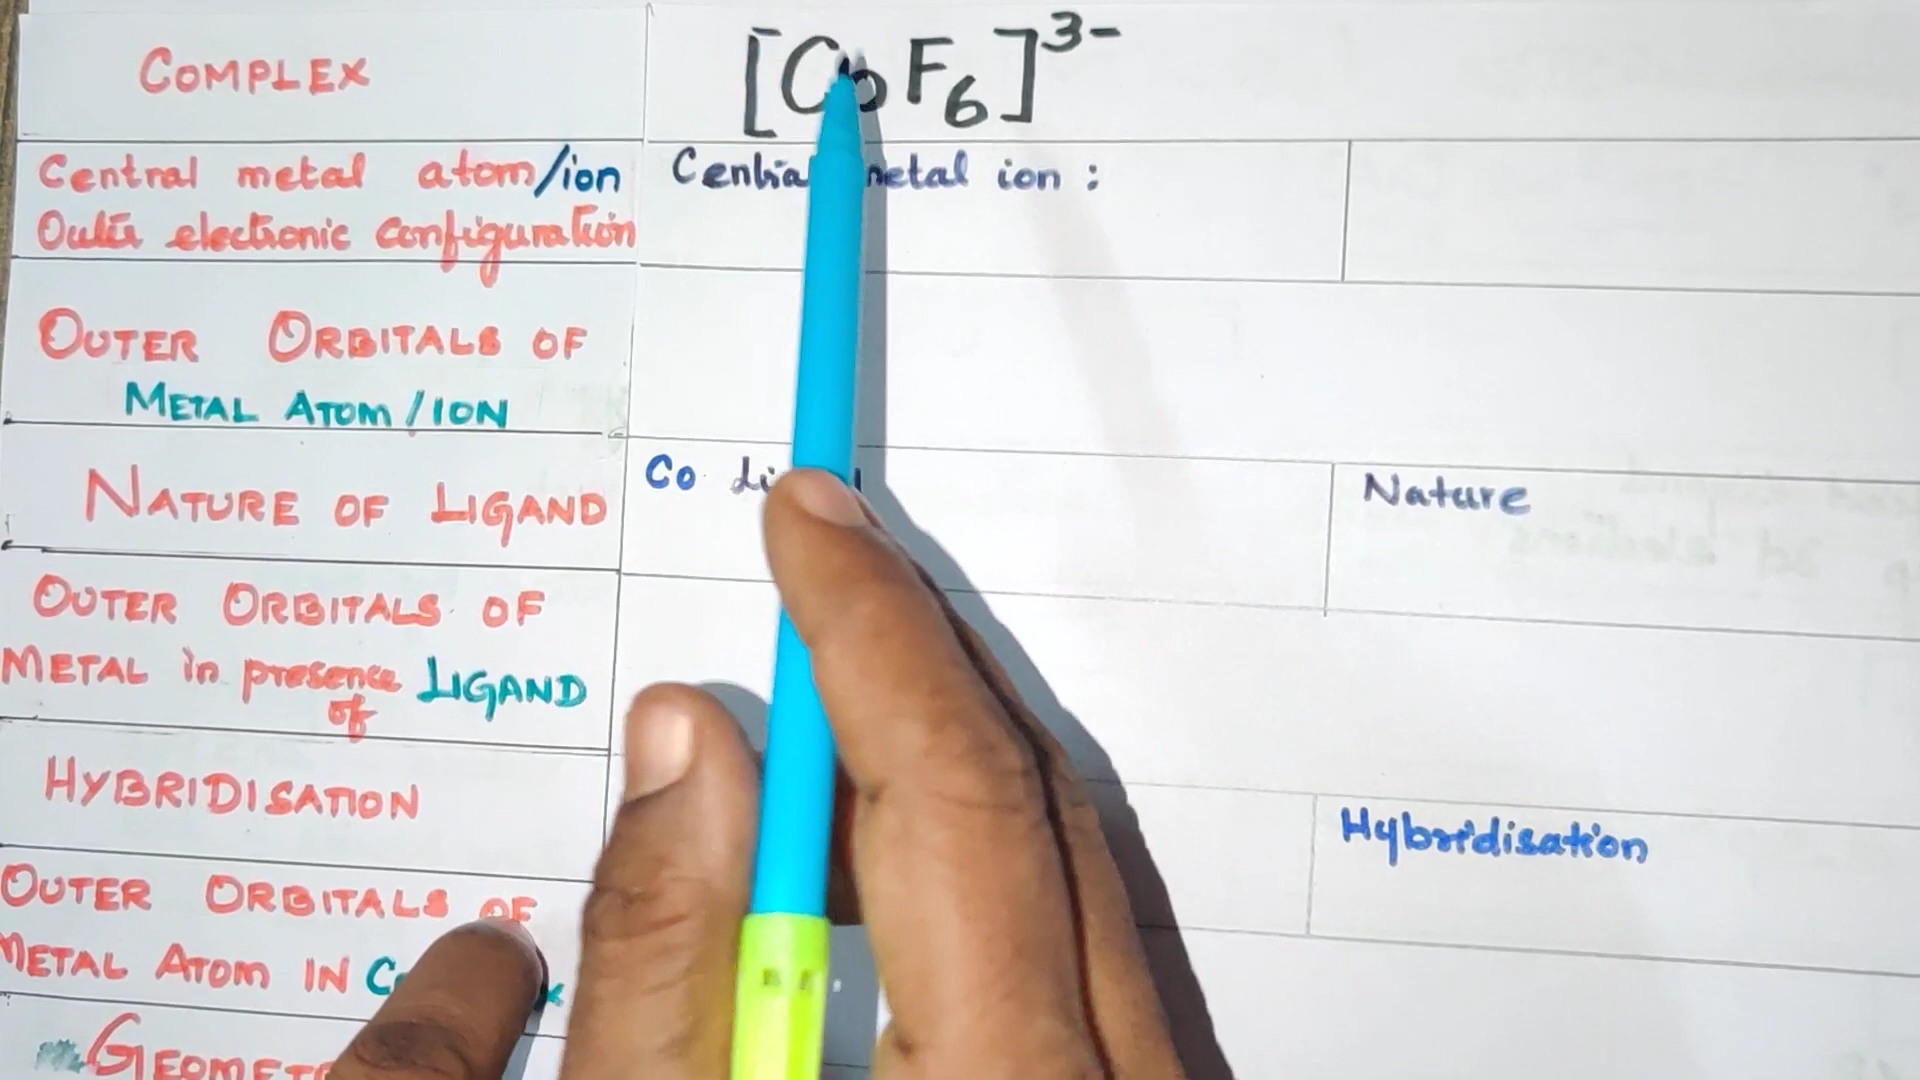 COMPLEX
[CoF6]3-
Central metal atom/ion
Outer electronic configuration
metal ion :
OUTER ORBITALS OF
METAL ATOM/ION
NATURE OF LIGAND
Co
Nature
OUTER ORBITALS OF
METAL in presence of LIGAND
HYBRIDISATION
Hybridisation
OUTER ORBITALS OF
METAL ATOM IN